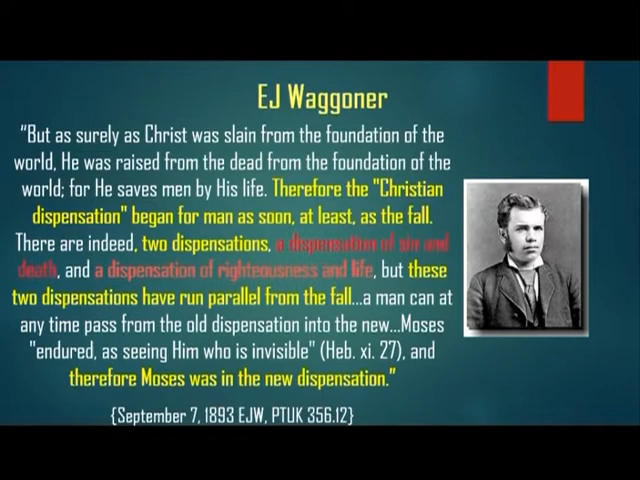 EJ Waggoner
“But as surely as Christ was slain from the foundation of the
world, He was raised from the dead from the foundation of the
world; for He saves men by His life. Therefore the "Christian
dispensation" began for man as soon, at least, as the fall.
There are indeed, two dispensations, a dispensation of sin and
death, and a dispensation of righteousness and life, but these
two dispensations have run parallel from the fall...a man can at
any time pass from the old dispensation into the new...Moses
"endured, as seeing Him who is invisible" (Heb. xi. 27), and
therefore Moses was in the new dispensation.”
{September 7, 1893 EJW, PTUK 356.12}